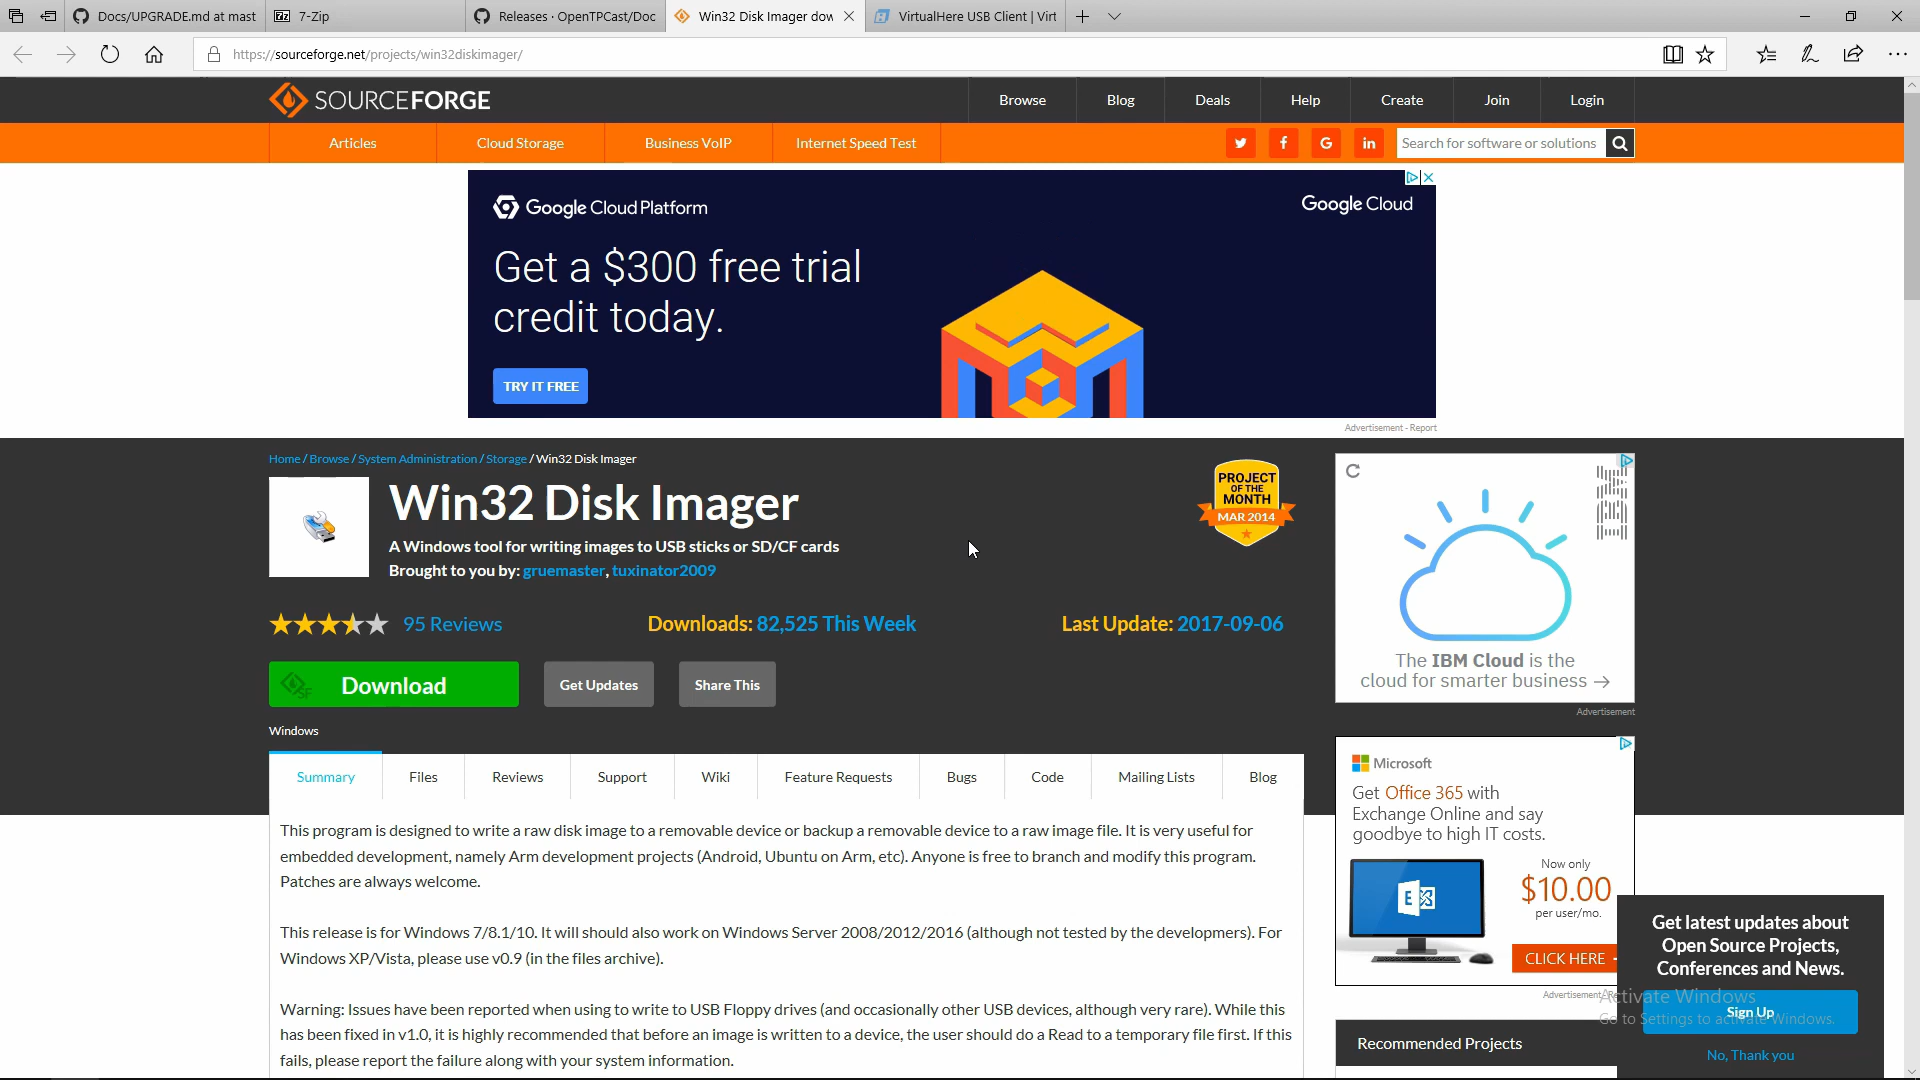 Docs/UPGRADE.md at mast
7-Zip
Releases · OpenTPCast/Doc
Win32 Disk Imager dow
VirtualHere USB Client | Virt
https://sourceforge.net/projects/win32diskimager/
SOURCEFORGE
Browse
Blog
Deals
Help
Create
Join
Login
Articles
Cloud Storage
Business VoIP
Internet Speed Test
Search for software or solutions
Google Cloud Platform
Google Cloud
Get a $300 free trial
credit today.
TRY IT FREE
Advertisement - Report
Home / Browse / System Administration / Storage / Win32 Disk Imager
Win32 Disk Imager
A Windows tool for writing images to USB sticks or SD/CF cards
Brought to you by: gruemaster, tuxinator2009
PROJECT
OF THE
MONTH
MAR 2014
95 Reviews
Downloads: 82,525 This Week
Last Update: 2017-09-06
Download
Get Updates
Share This
Windows
IBM
The IBM Cloud is the
cloud for smarter business →
Advertisement
Summary
Files
Reviews
Support
Wiki
Feature Requests
Bugs
Code
Mailing Lists
Blog
This program is designed to write a raw disk image to a removable device or backup a removable device to a raw image file. It is very useful for
embedded development, namely Arm development projects (Android, Ubuntu on Arm, etc). Anyone is free to branch and modify this program.
Patches are always welcome.
This release is for Windows 7/8.1/10. It will should also work on Windows Server 2008/2012/2016 (although not tested by the developmers). For
Windows XP/Vista, please use v0.9 (in the files archive).
Warning: Issues have been reported when using to write to USB Floppy drives (and occasionally other USB devices, although very rare). While this
has been fixed in v1.0, it is highly recommended that before an image is written to a device, the user should do a Read to a temporary file first. If this
fails, please report the failure along with your system information.
Microsoft
Get Office 365 with
Exchange Online and say
goodbye to high IT costs.
Now only
$10.00
per user/mo.
CLICK HERE
Advertisement
Recommended Projects
Get latest updates about
Open Source Projects,
Conferences and News.
Activate Windows
Go to Settings to activate Windows.
Sign Up
No, Thank you